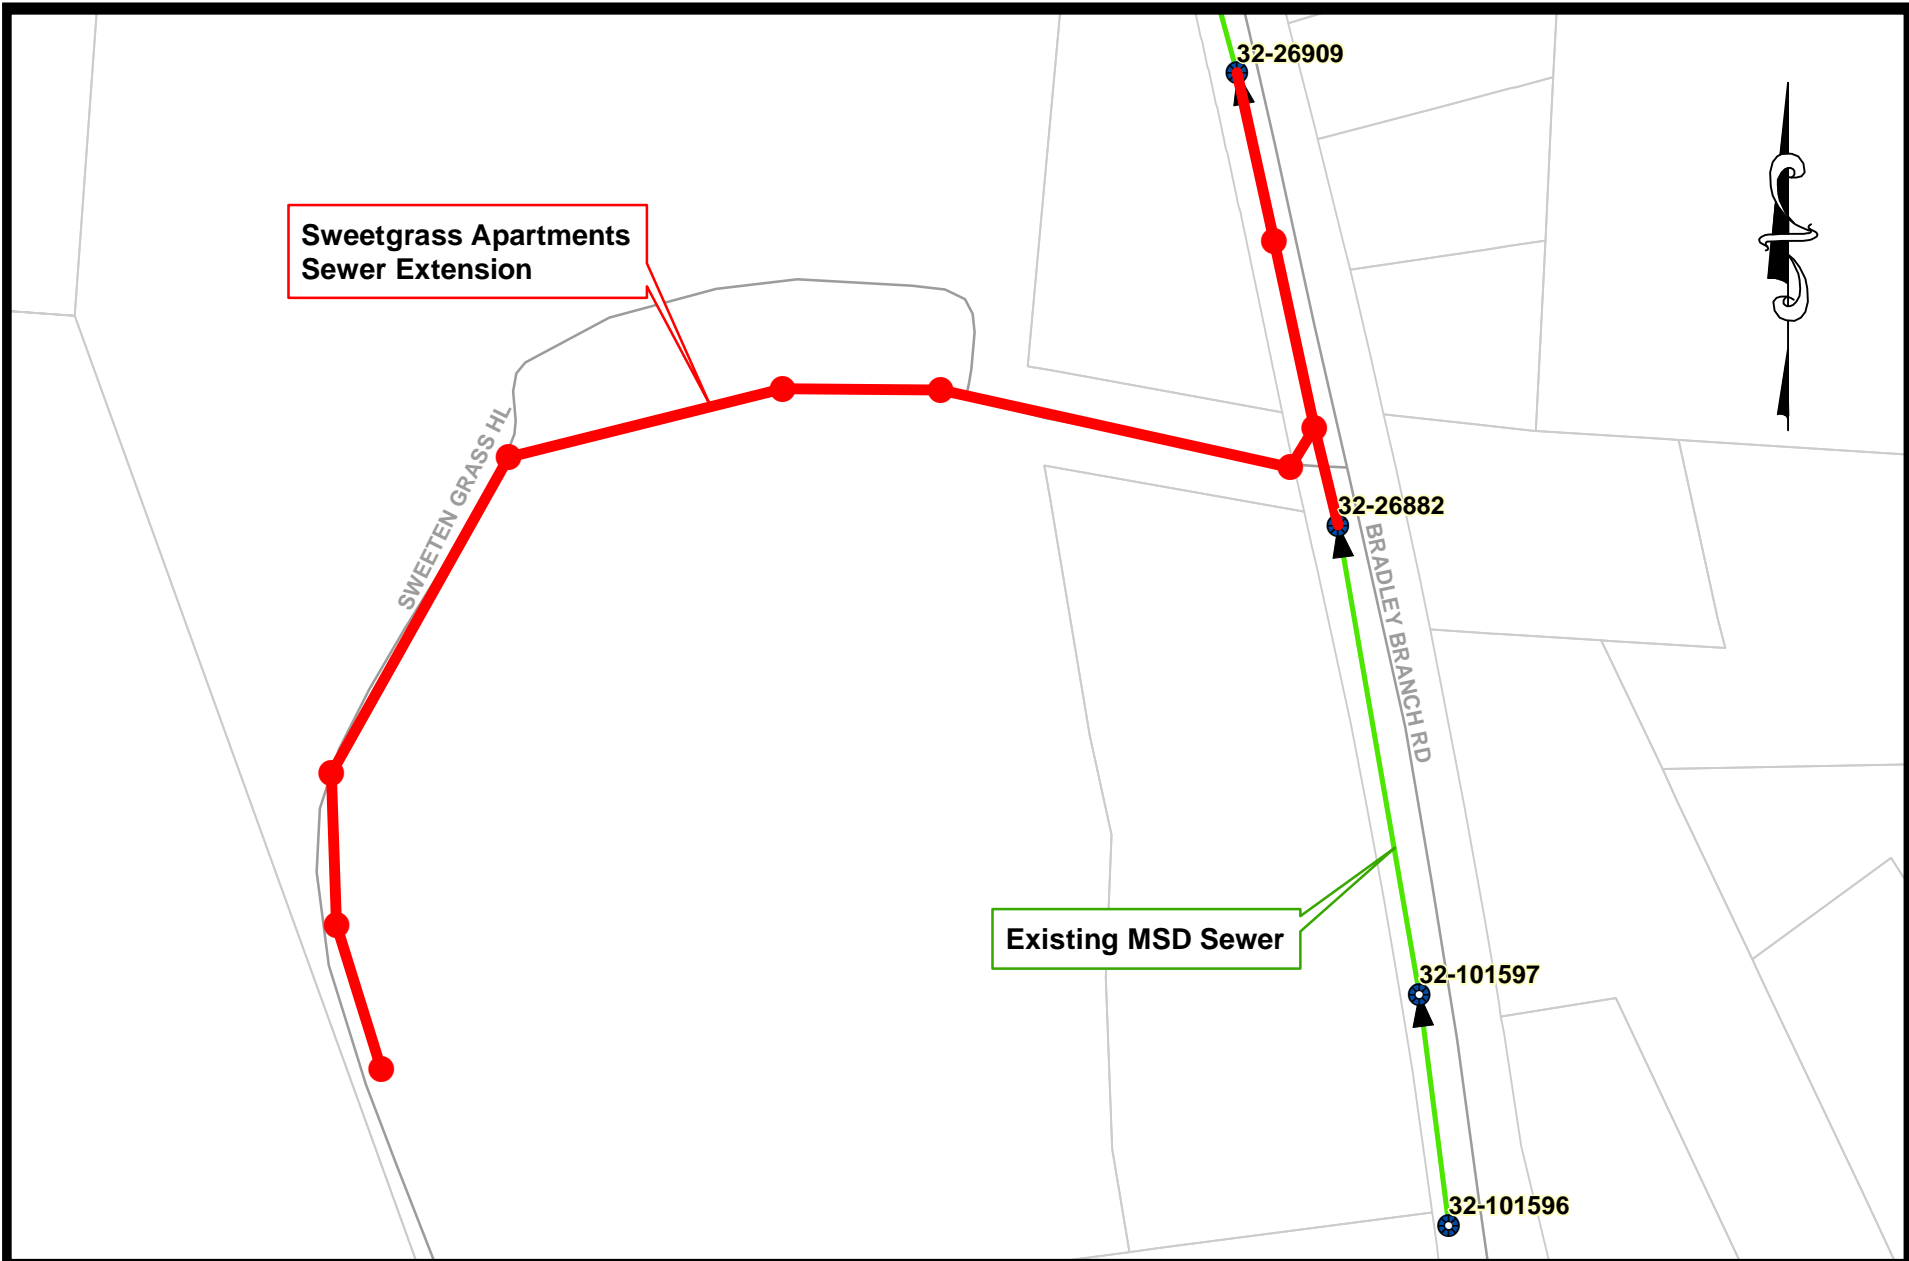 32-26909
Sweetgrass Apartments
Sewer Extension
SWEETEN GRASS HL
32-26882
BRADLEY BRANCH RD
Existing MSD Sewer
32-101597
32-101596